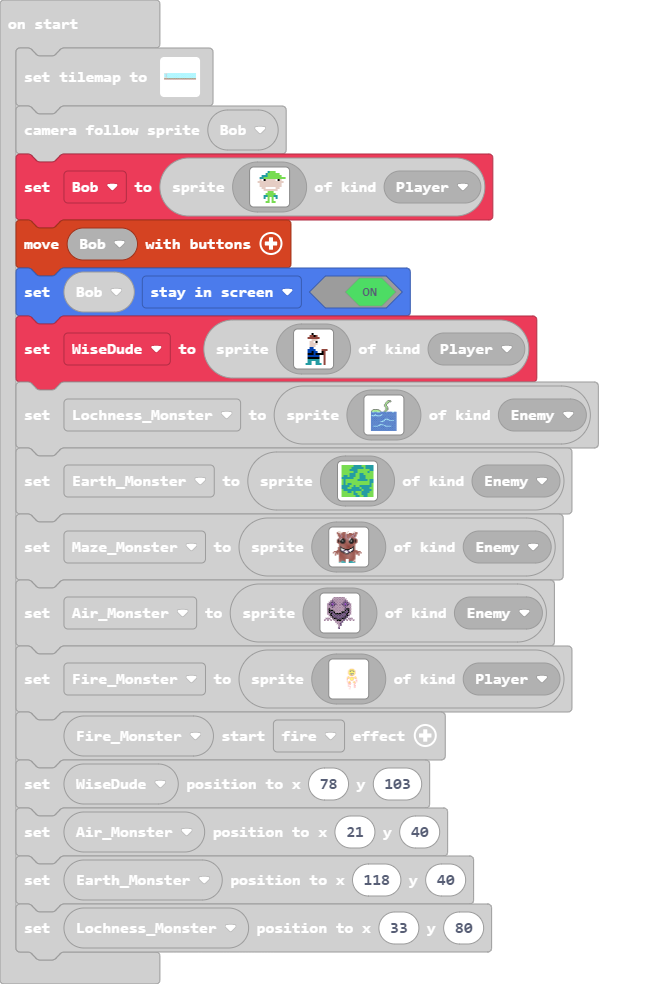 on start
set tilemap to
camera follow sprite Bob
set Bob to sprite of kind Player
move Bob with buttons
set Bob stay in screen ON
set WiseDude to sprite of kind Player
set Lochness_Monster to sprite of kind Enemy
set Earth_Monster to sprite of kind Enemy
set Maze_Monster to sprite of kind Enemy
set Air_Monster to sprite of kind Enemy
set Fire_Monster to sprite of kind Player
Fire_Monster start fire effect
set WiseDude position to x 78 y 103
set Air_Monster position to x 21 y 40
set Earth_Monster position to x 118 y 40
set Lochness_Monster position to x 33 y 80